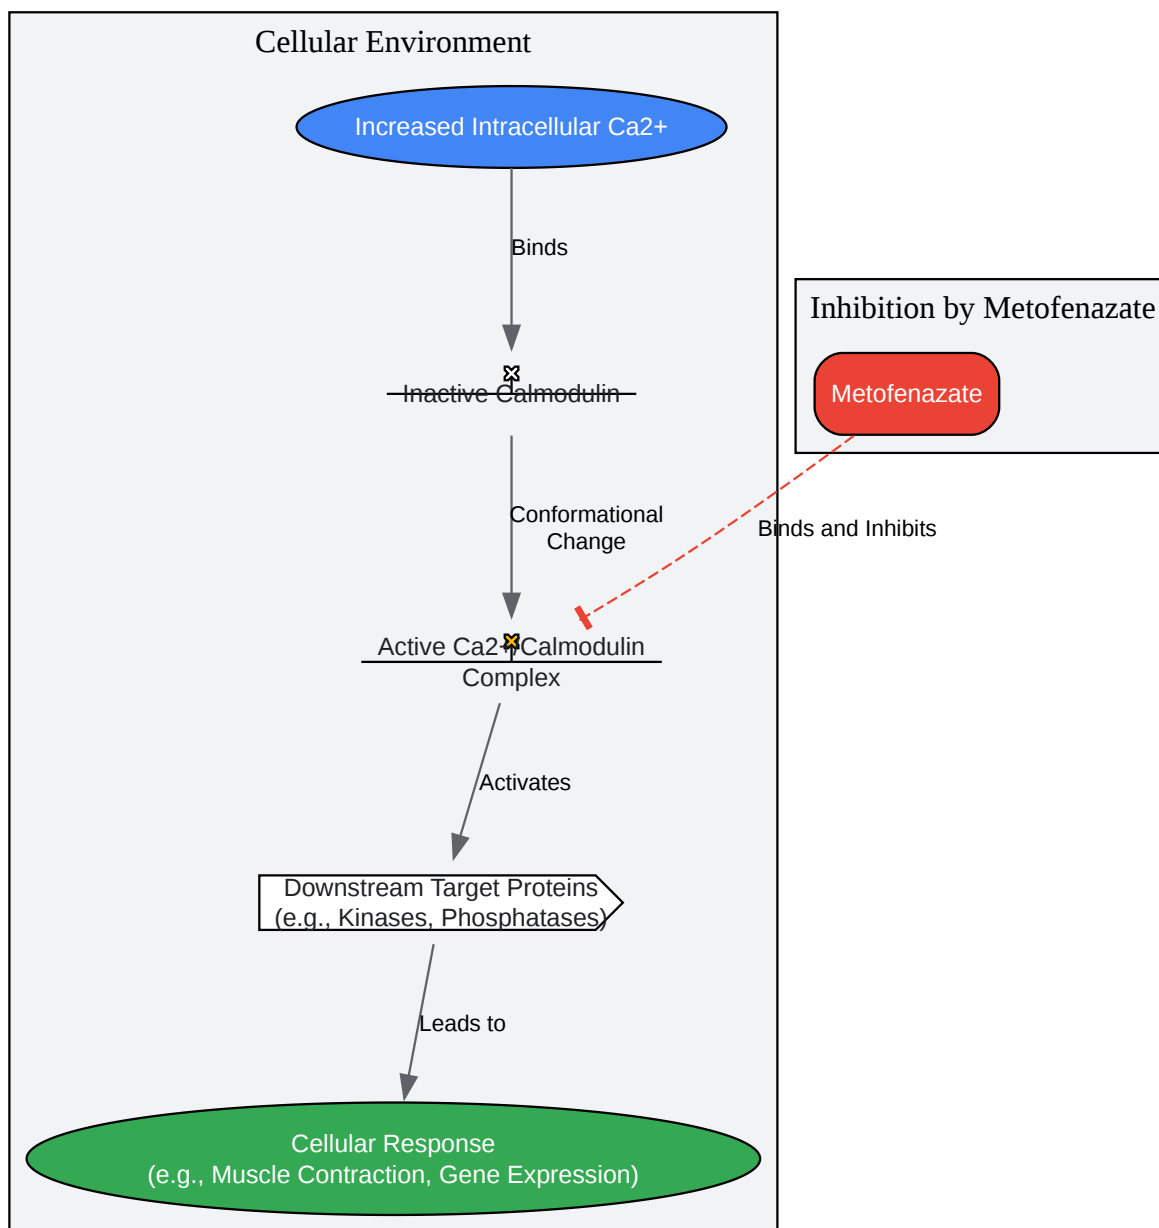 Cellular Environment
Increased Intracellular Ca2+
Binds
Inhibition by Metofenazate
Inactive Calmodulin
Metofenazate
Conformational
Change
Binds and Inhibits
Active Ca2+/Calmodulin
Complex
Activates
Downstream Target Proteins
(e.g., Kinases, Phosphatases)
Leads to
Cellular Response
(e.g., Muscle Contraction, Gene Expression)